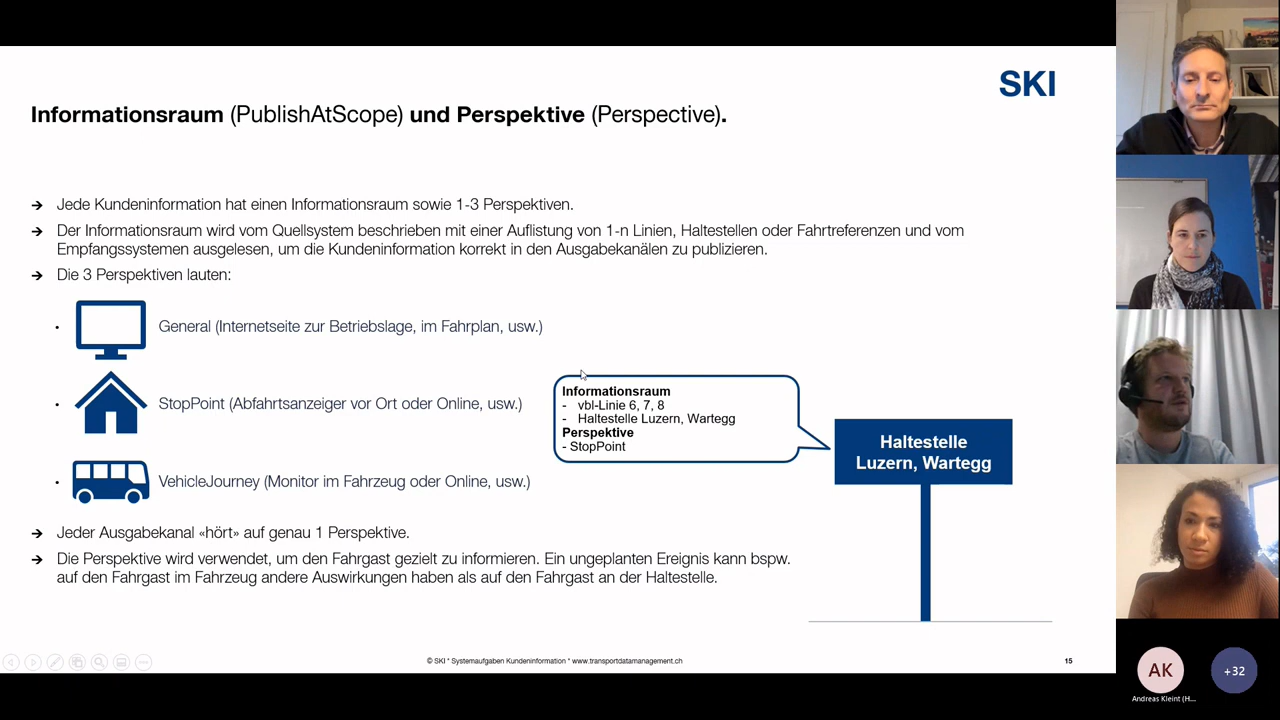 SKI
Informationsraum (PublishAtScope) und Perspektive (Perspective).
→ Jede Kundeninformation hat einen Informationsraum sowie 1-3 Perspektiven.
→ Der Informationsraum wird vom Quellsystem beschrieben mit einer Auflistung von 1-n Linien, Haltestellen oder Fahrtreferenzen und vom
Empfangssystemen ausgelesen, um die Kundeninformation korrekt in den Ausgabekanälen zu publizieren.
→ Die 3 Perspektiven lauten:
• General (Internetseite zur Betriebslage, im Fahrplan, usw.)
• StopPoint (Abfahrtsanzeiger vor Ort oder Online, usw.)
• VehicleJourney (Monitor im Fahrzeug oder Online, usw.)
Informationsraum
- vbl-Linie 6, 7, 8
- Haltestelle Luzern, Wartegg
Perspektive
- StopPoint
Haltestelle
Luzern, Wartegg
→ Jeder Ausgabekanal «hört» auf genau 1 Perspektive.
→ Die Perspektive wird verwendet, um den Fahrgast gezielt zu informieren. Ein ungeplanten Ereignis kann bspw.
auf den Fahrgast im Fahrzeug andere Auswirkungen haben als auf den Fahrgast an der Haltestelle.
© SKI * Systemaufgaben Kundeninformation * www.transportdatamanagement.ch
15
AK
+32
Andreas Kleint (H...